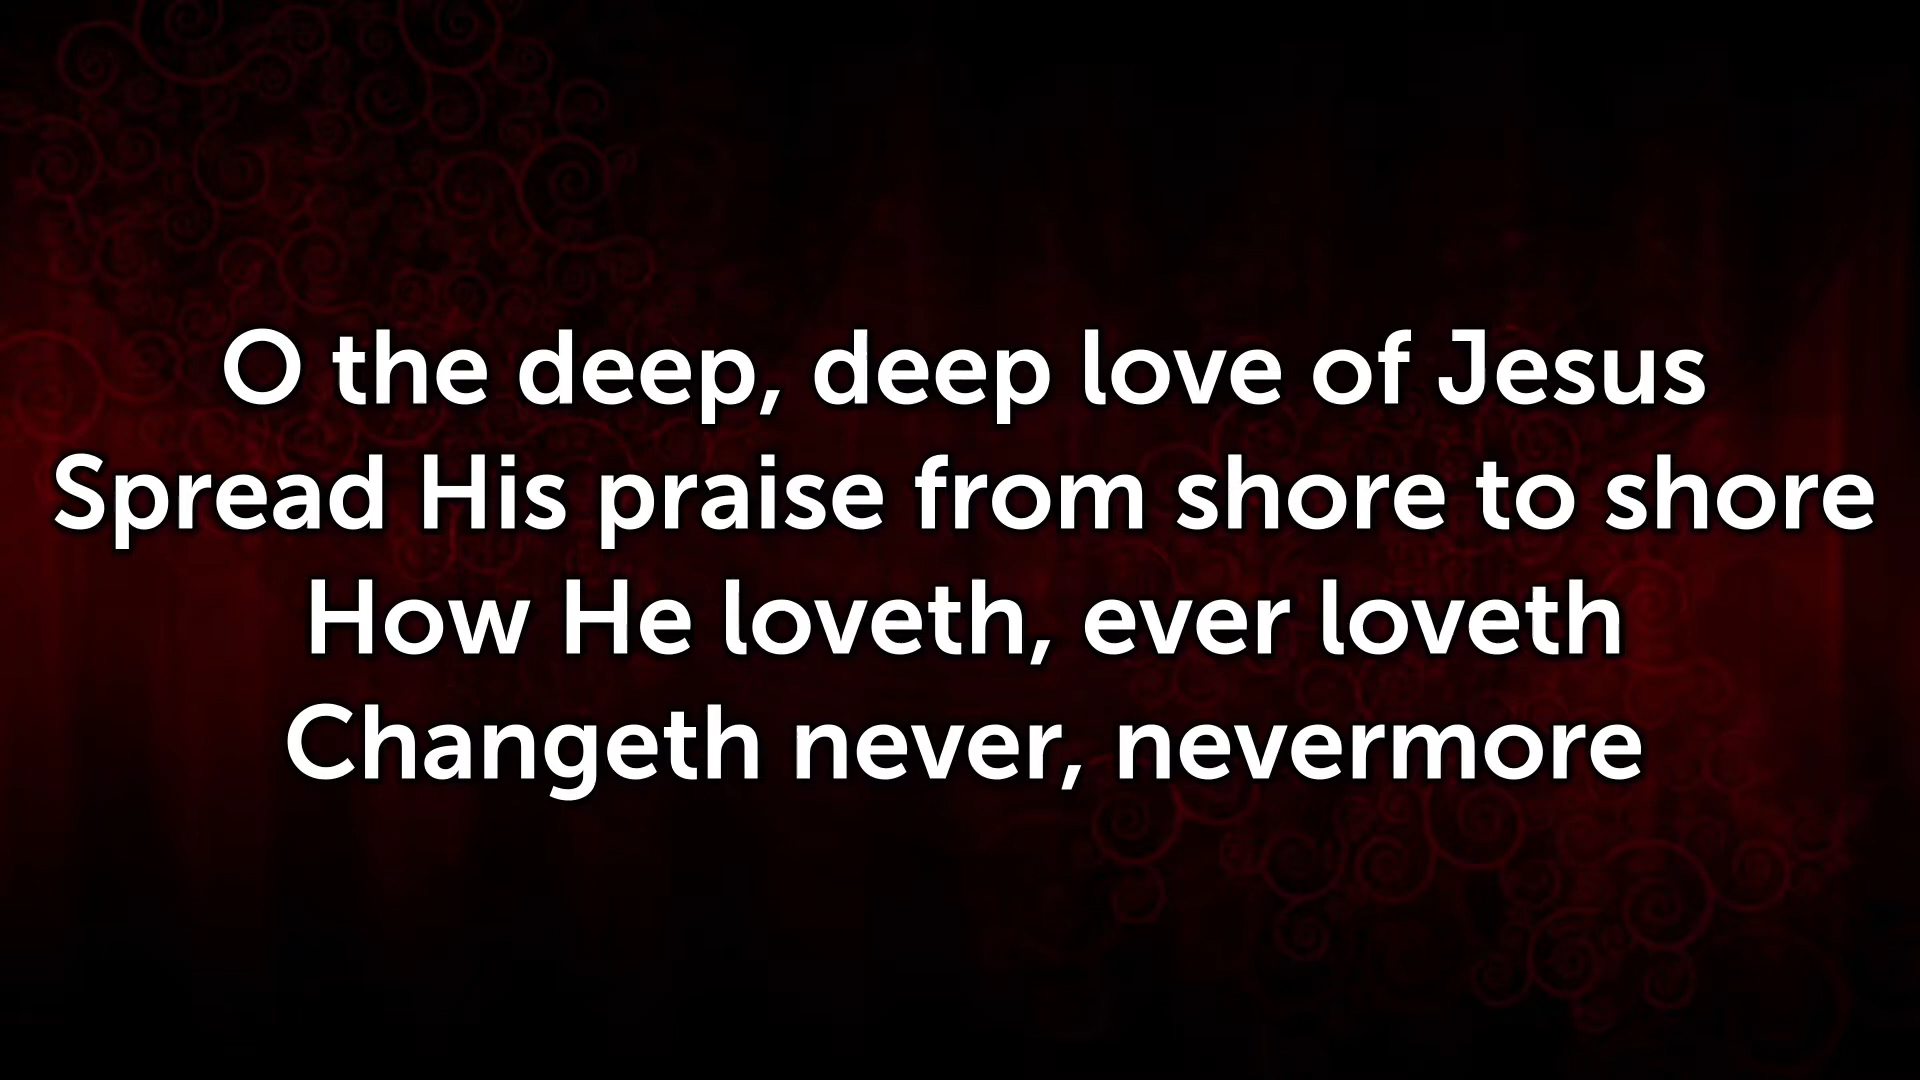 O the deep, deep love of Jesus
Spread His praise from shore to shore
How He loveth, ever loveth
Changeth never, nevermore